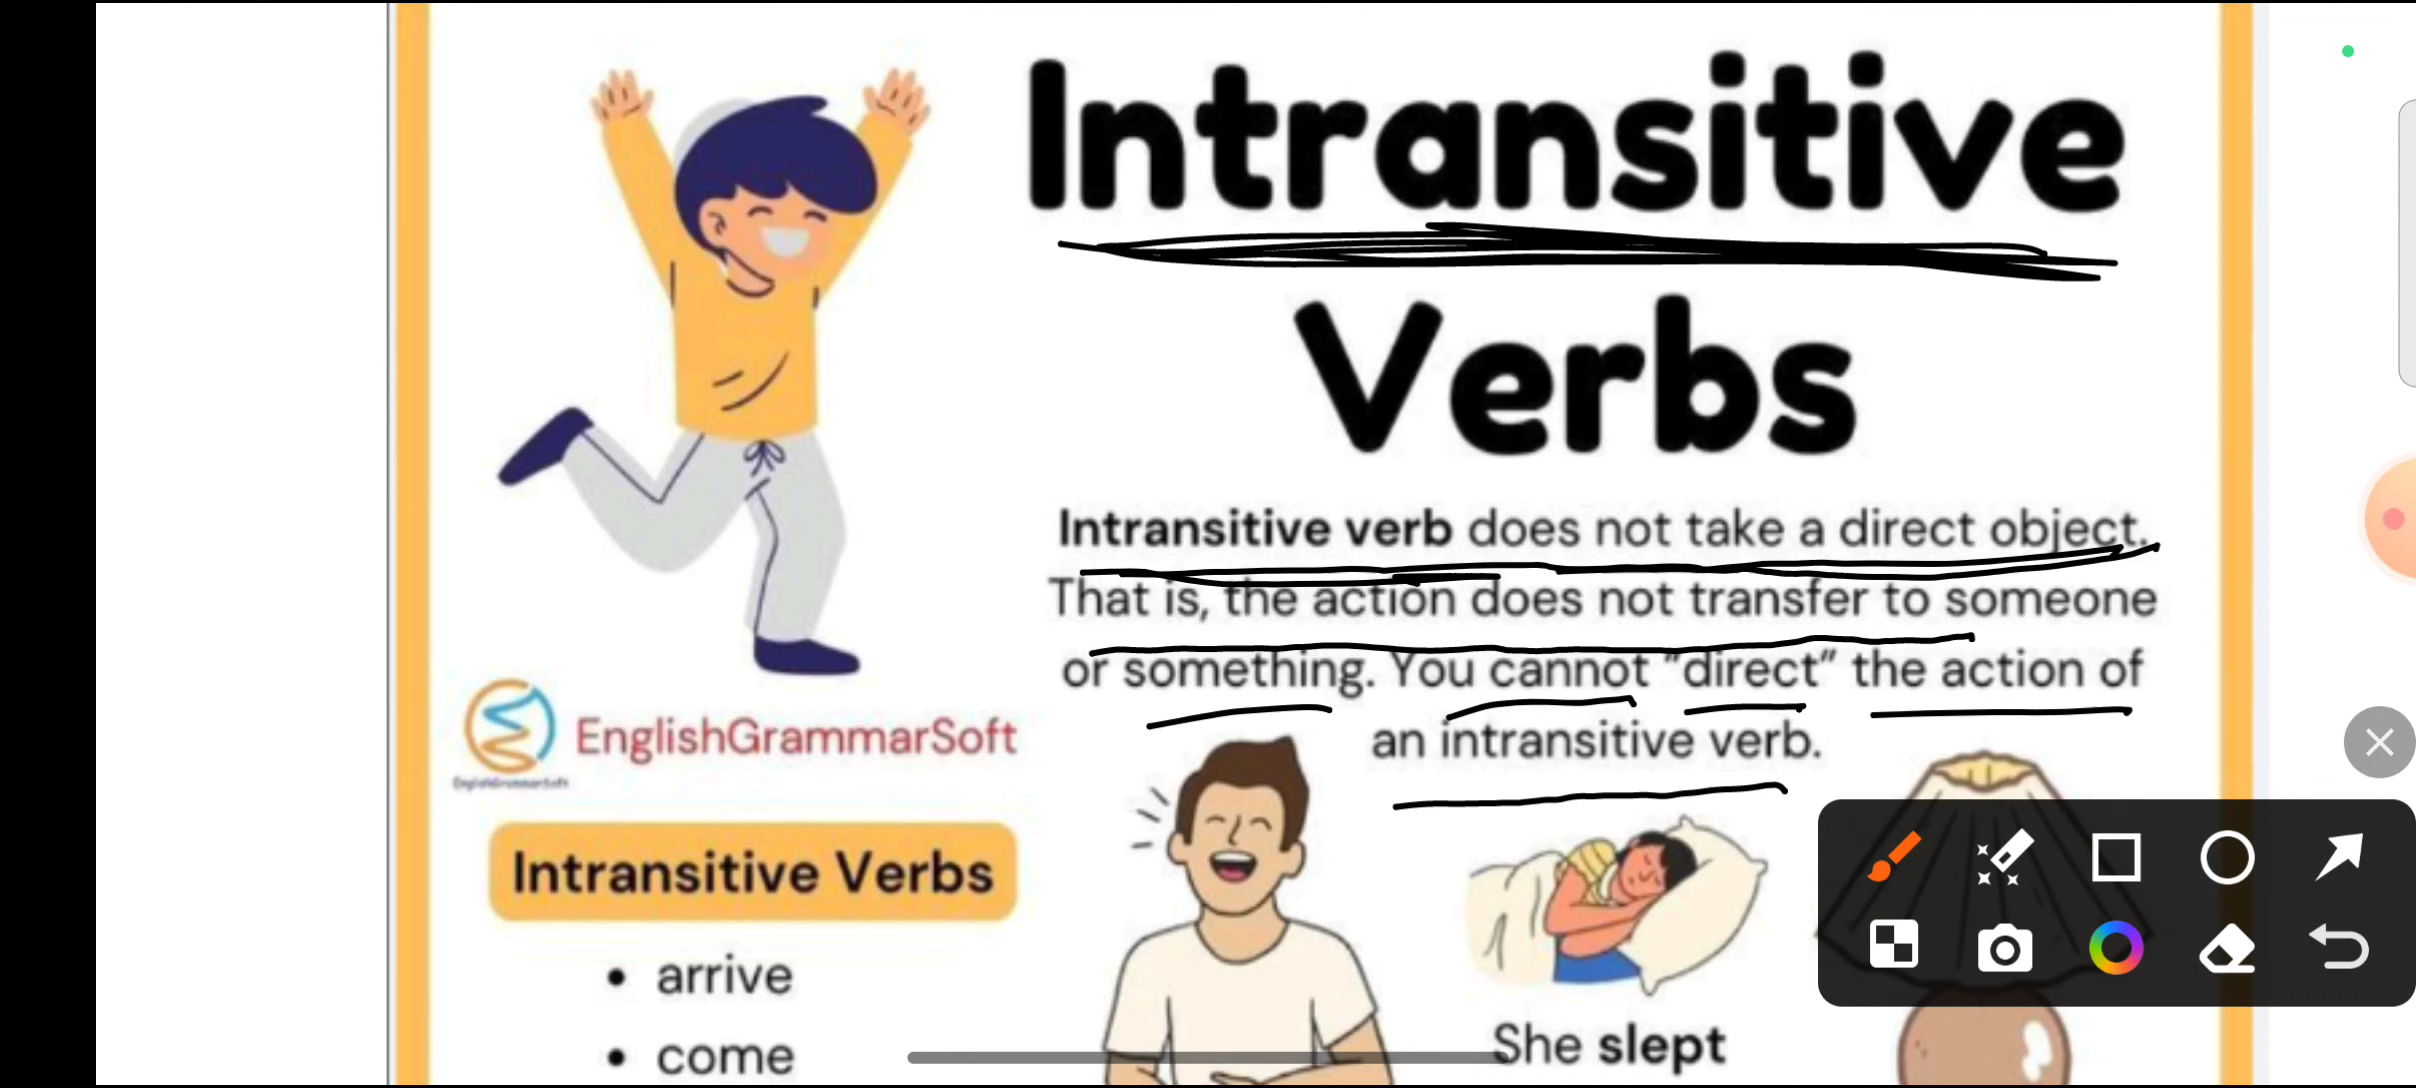 Intransitive
Verbs
Intransitive verb does not take a direct object.
That is, the action does not transfer to someone
or something. You cannot "direct" the action of
an intransitive verb.
EnglishGrammarSoft
EnglishGrammarSoft
Intransitive Verbs
• arrive
• come
She slept